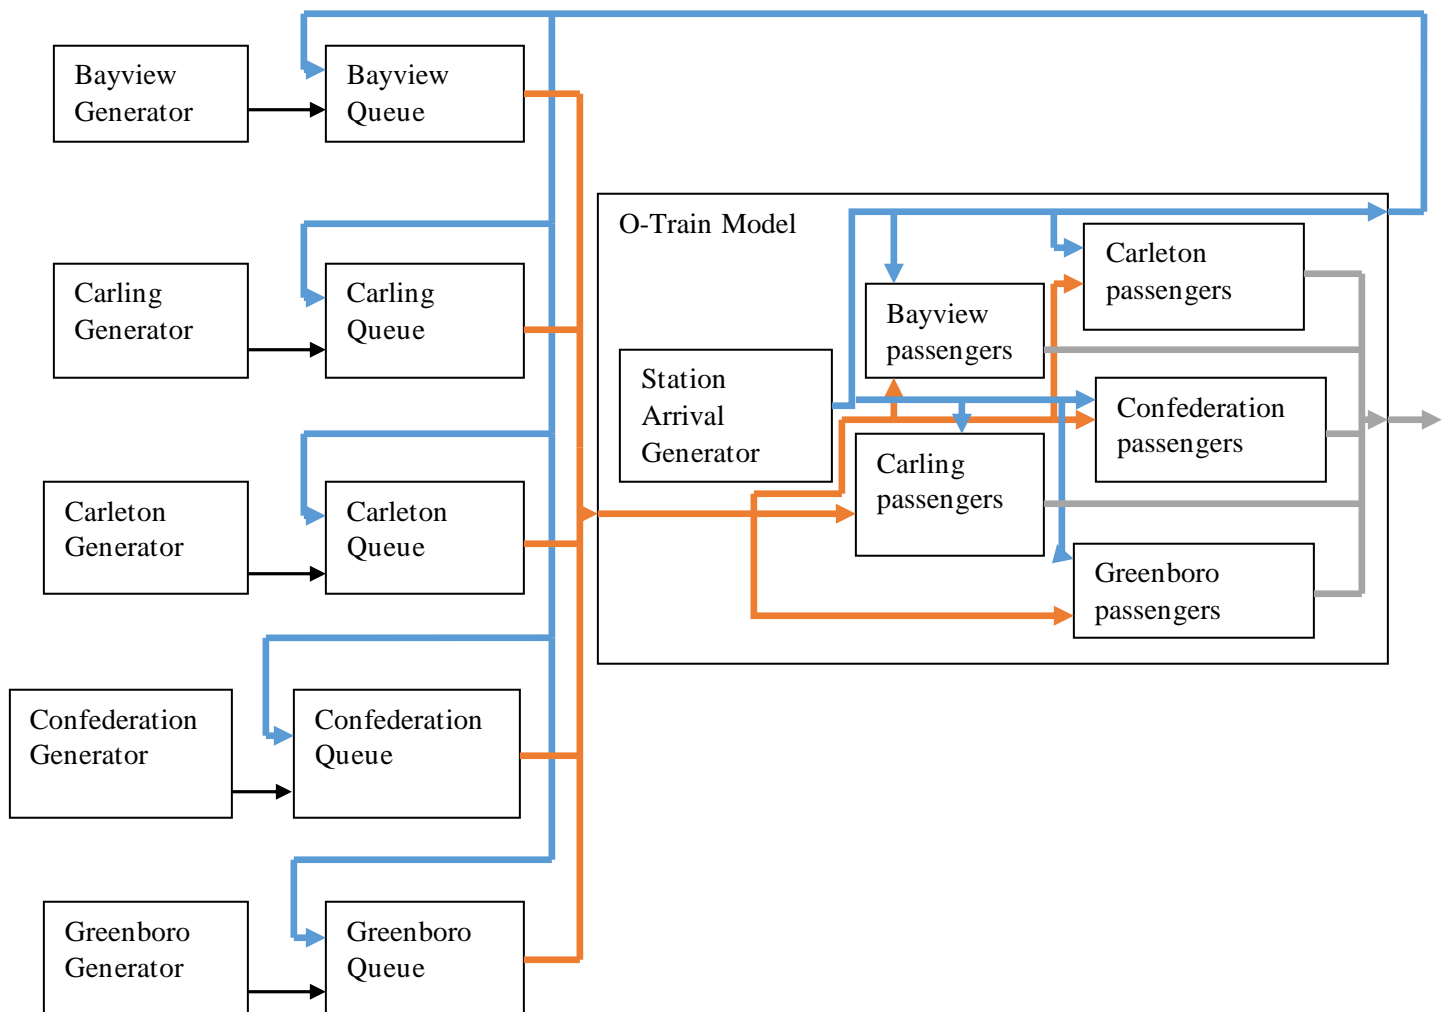 Bayview
Generator
Bayview
Queue
O-Train Model
Carling
Generator
Carling
Queue
Station
Arrival
Generator
Bayview
passengers
Carleton
passengers
Carling
passengers
Confederation
passengers
Greenboro
passengers
Carleton
Generator
Carleton
Queue
Confederation
Generator
Confederation
Queue
Greenboro
Generator
Greenboro
Queue